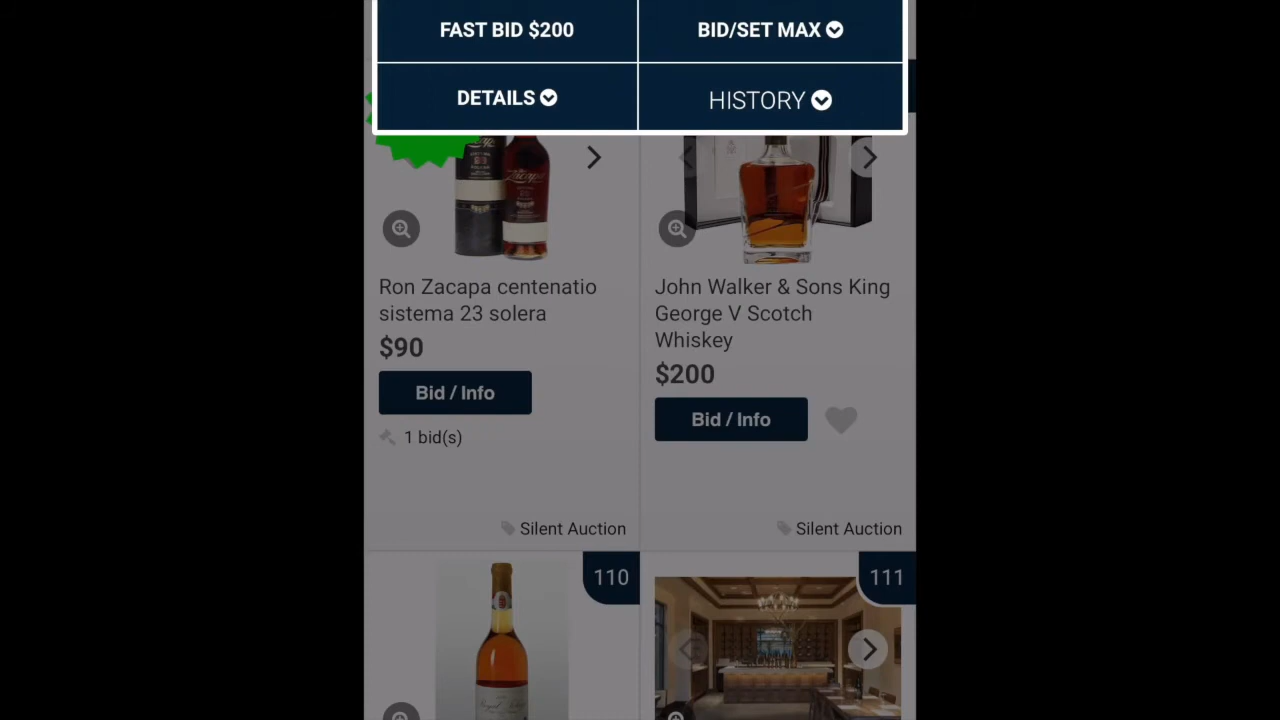 FAST BID $200
BID/SET MAX
DETAILS
HISTORY
Zacapa
Ron Zacapa centenatio
sistema 23 solera
$90
Bid / Info
1 bid(s)
Silent Auction
John Walker & Sons King
George V Scotch
Whiskey
$200
Bid / Info
Silent Auction
110
111